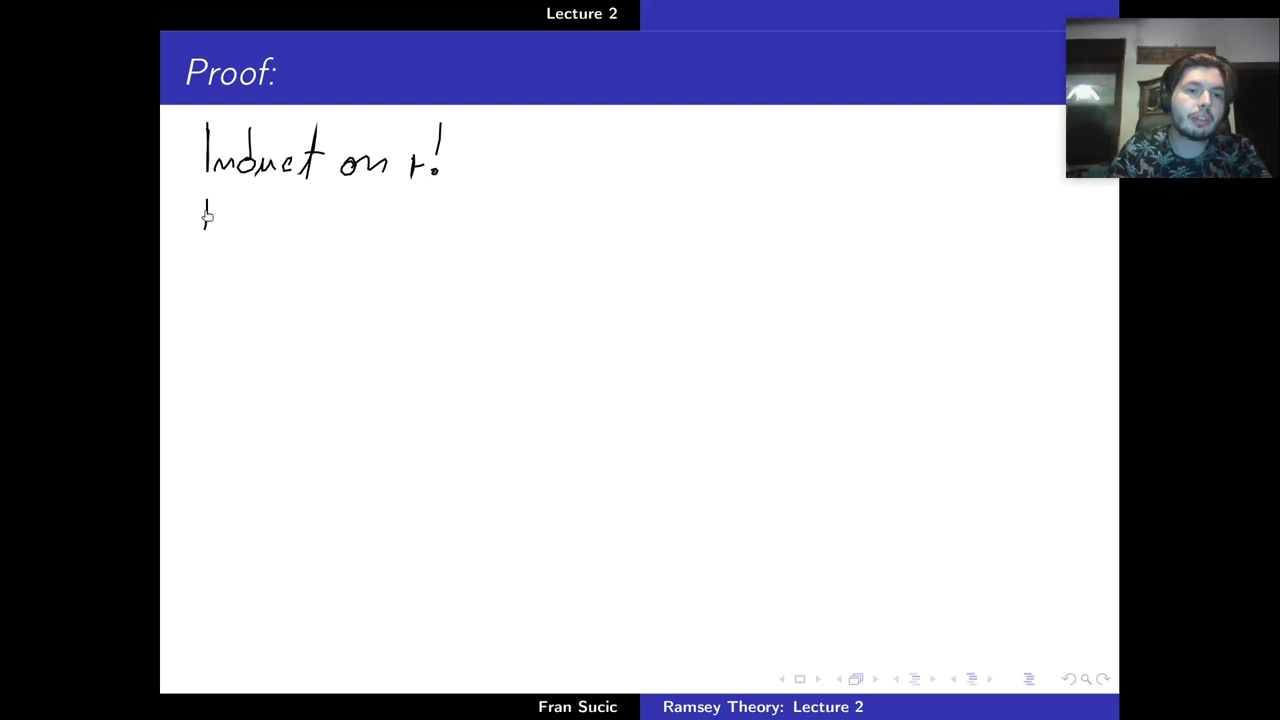 Lecture 2
Proof:
Induct on r!
Fran Sucic
Ramsey Theory: Lecture 2